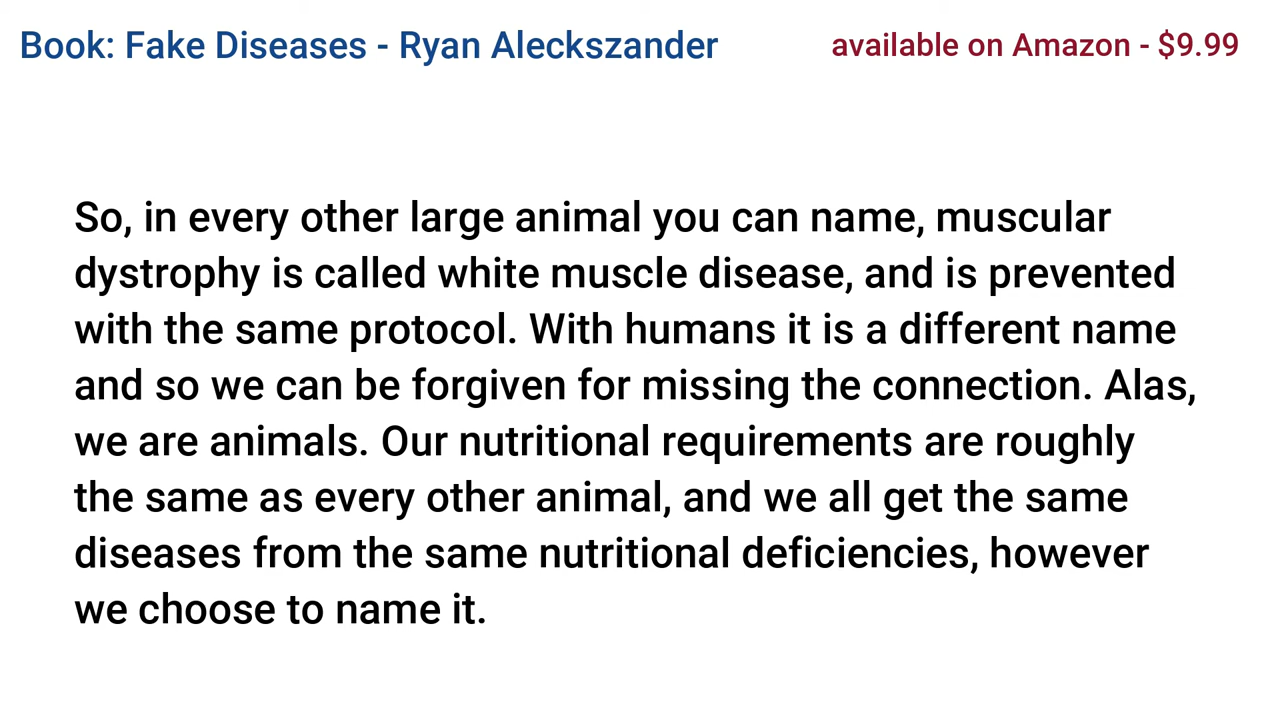 Book: Fake Diseases - Ryan Aleckszander
available on Amazon - $9.99
So, in every other large animal you can name, muscular
dystrophy is called white muscle disease, and is prevented
with the same protocol. With humans it is a different name
and so we can be forgiven for missing the connection. Alas,
we are animals. Our nutritional requirements are roughly
the same as every other animal, and we all get the same
diseases from the same nutritional deficiencies, however
we choose to name it.